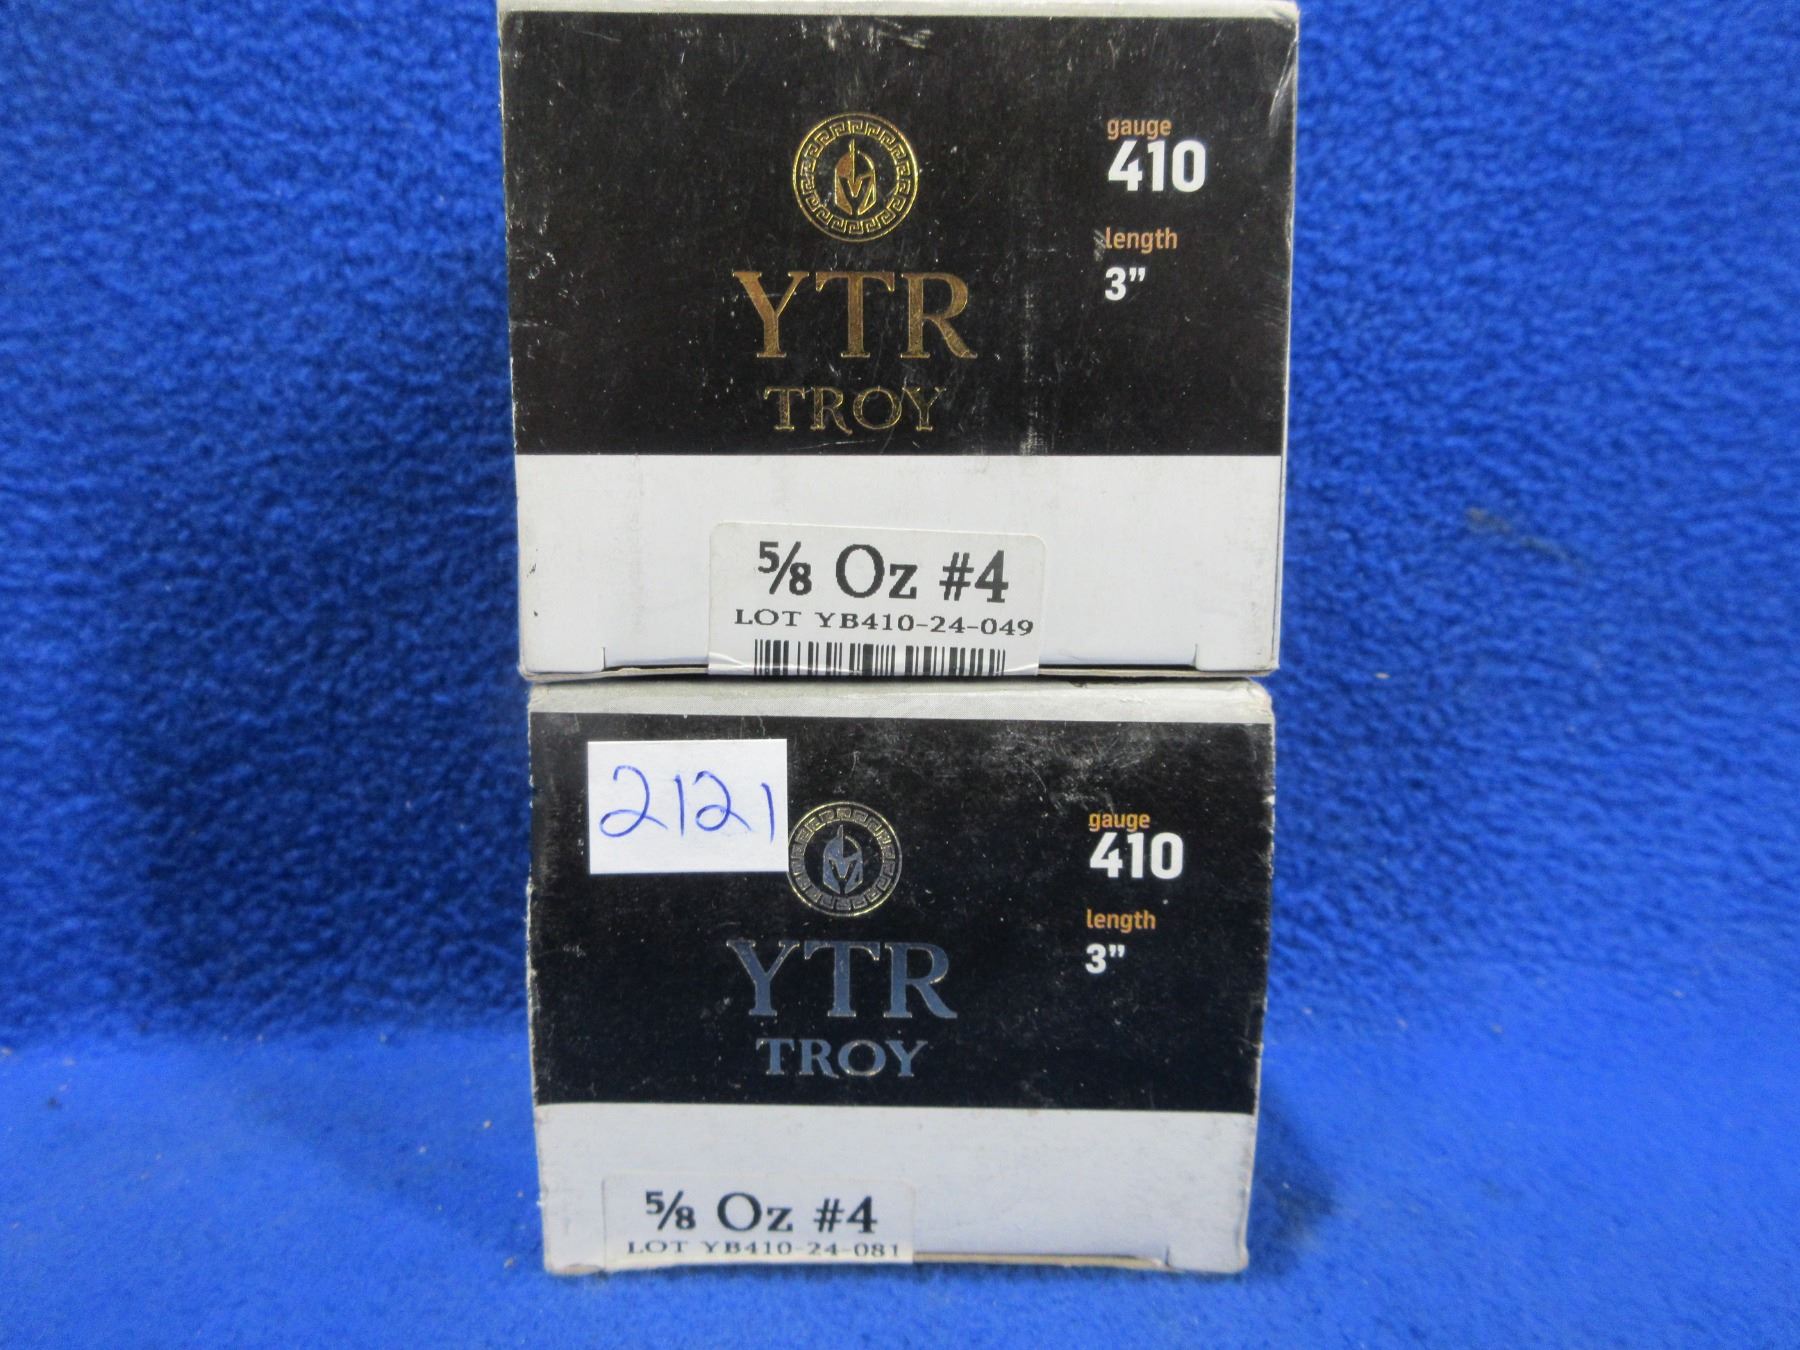 gauge
410
length
3”
YTR
TROY
⅝ Oz #4
LOT YB410-24-049
2121
gauge
410
length
3”
YTR
TROY
⅝ Oz #4
LOT YB410-24-081